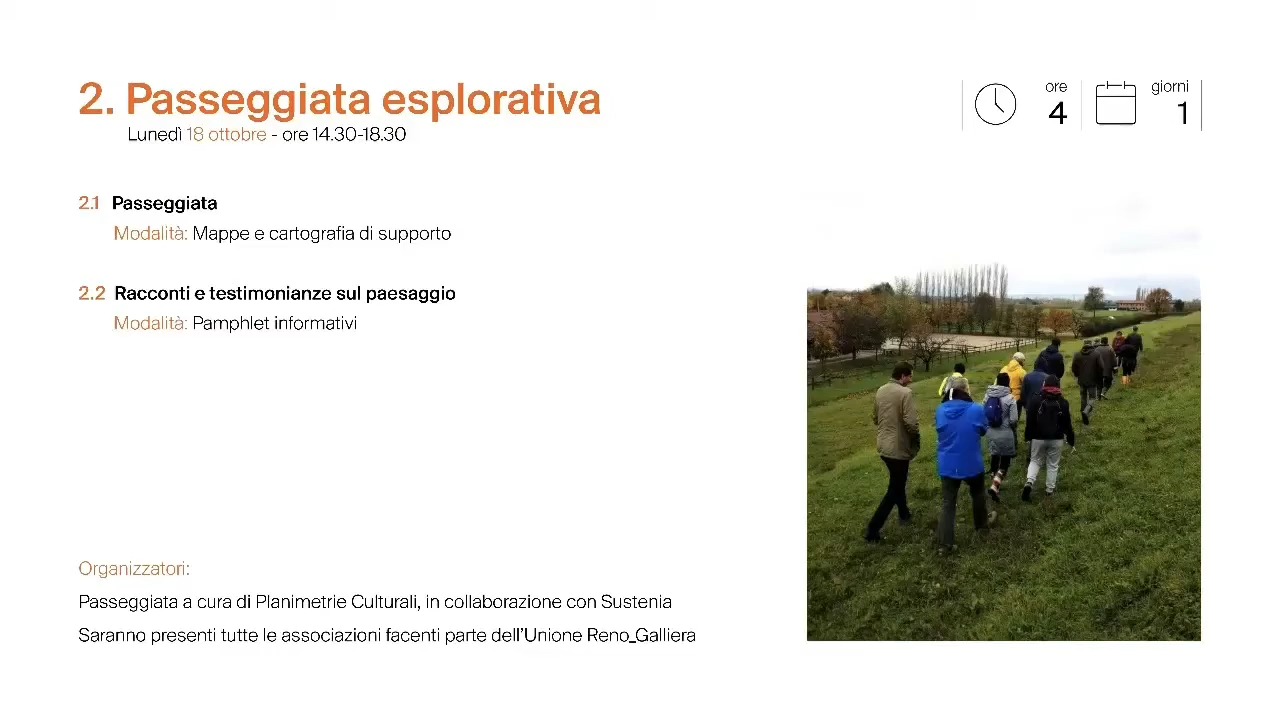 2. Passeggiata esplorativa
Lunedì 18 ottobre - ore 14.30-18.30
ore
4
giorni
1
2.1 Passeggiata
Modalità: Mappe e cartografia di supporto
2.2 Racconti e testimonianze sul paesaggio
Modalità: Pamphlet informativi
Organizzatori:
Passeggiata a cura di Planimetrie Culturali, in collaborazione con Sustenia
Saranno presenti tutte le associazioni facenti parte dell'Unione Reno_Galliera